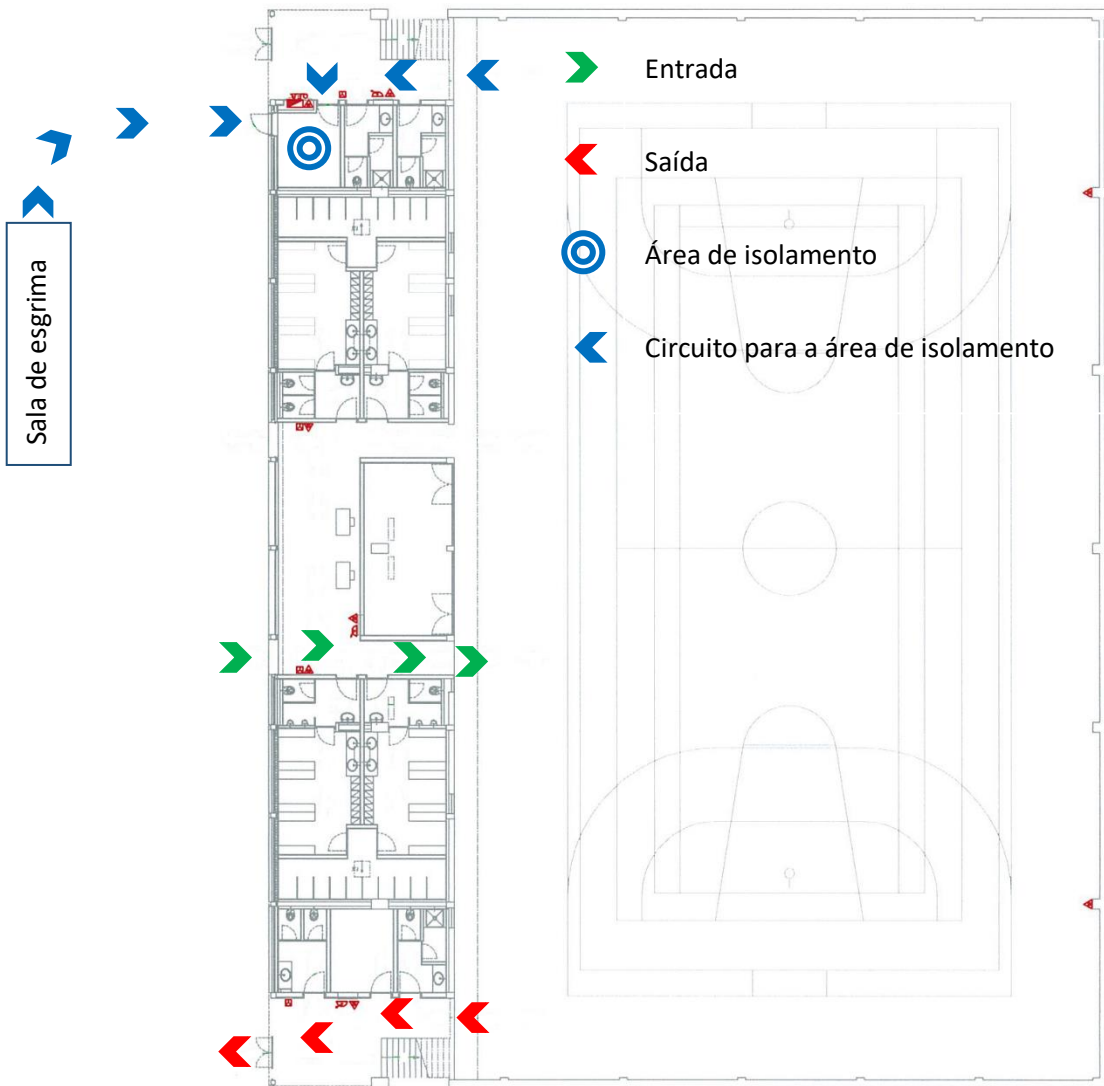 Entrada
Saída
Área de isolamento
Circuito para a área de isolamento
Sala de esgrima